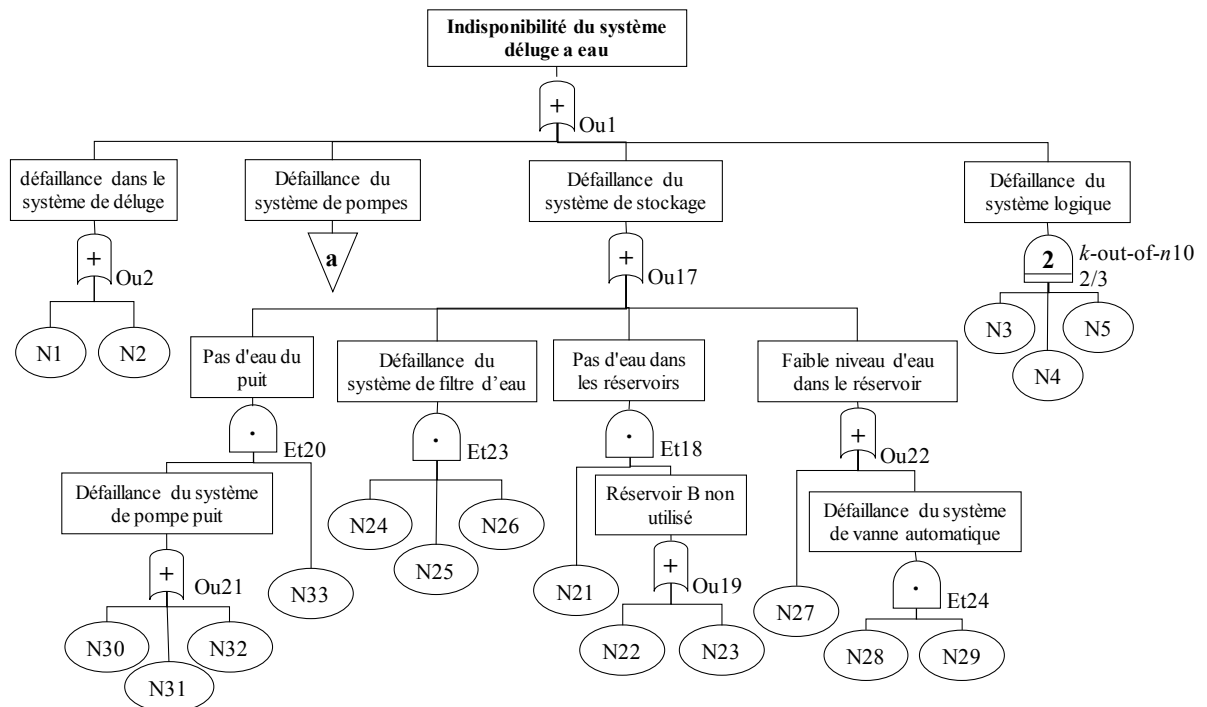 Indisponibilité du système
déluge a eau
+
Ou1
défaillance dans le
système de déluge
Défaillance du
système de pompes
Défaillance du
système de stockage
Défaillance du
système logique
+
Ou2
a
+
Ou17
2
k-out-of-n10
2/3
N1
N2
N3
N5
N4
Pas d'eau du
puit
Défaillance du
système de filtre d'eau
Pas d'eau dans
les réservoirs
Faible niveau d'eau
dans le réservoir
.
Et20
.
Et23
.
Et18
+
Ou22
Défaillance du système
de pompe puit
N24
N26
N25
Réservoir B non
utilisé
Défaillance du système
de vanne automatique
+
Ou21
N33
N21
+
Ou19
N27
.
Et24
N30
N32
N31
N22
N23
N28
N29